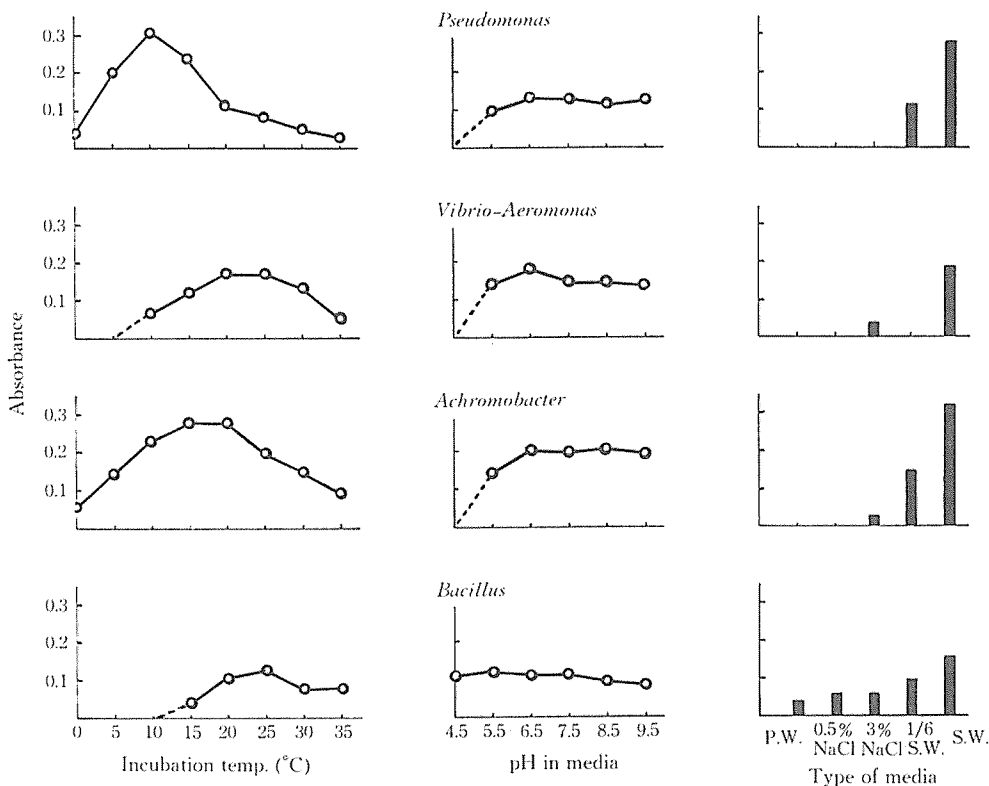 Pseudomonas
0.3
0.2
0.1
Vibrio-Aeromonas
0.3
0.2
0.1
Absorbance
Achromobacter
0.3
0.2
0.1
Bacillus
0.3
0.2
0.1
0 5 10 15 20 25 30 35
Incubation temp. (°C)
4.5 5.5 6.5 7.5 8.5 9.5
pH in media
P.W. 0.5% NaCl 3% NaCl 1/6 S.W. S.W.
Type of media